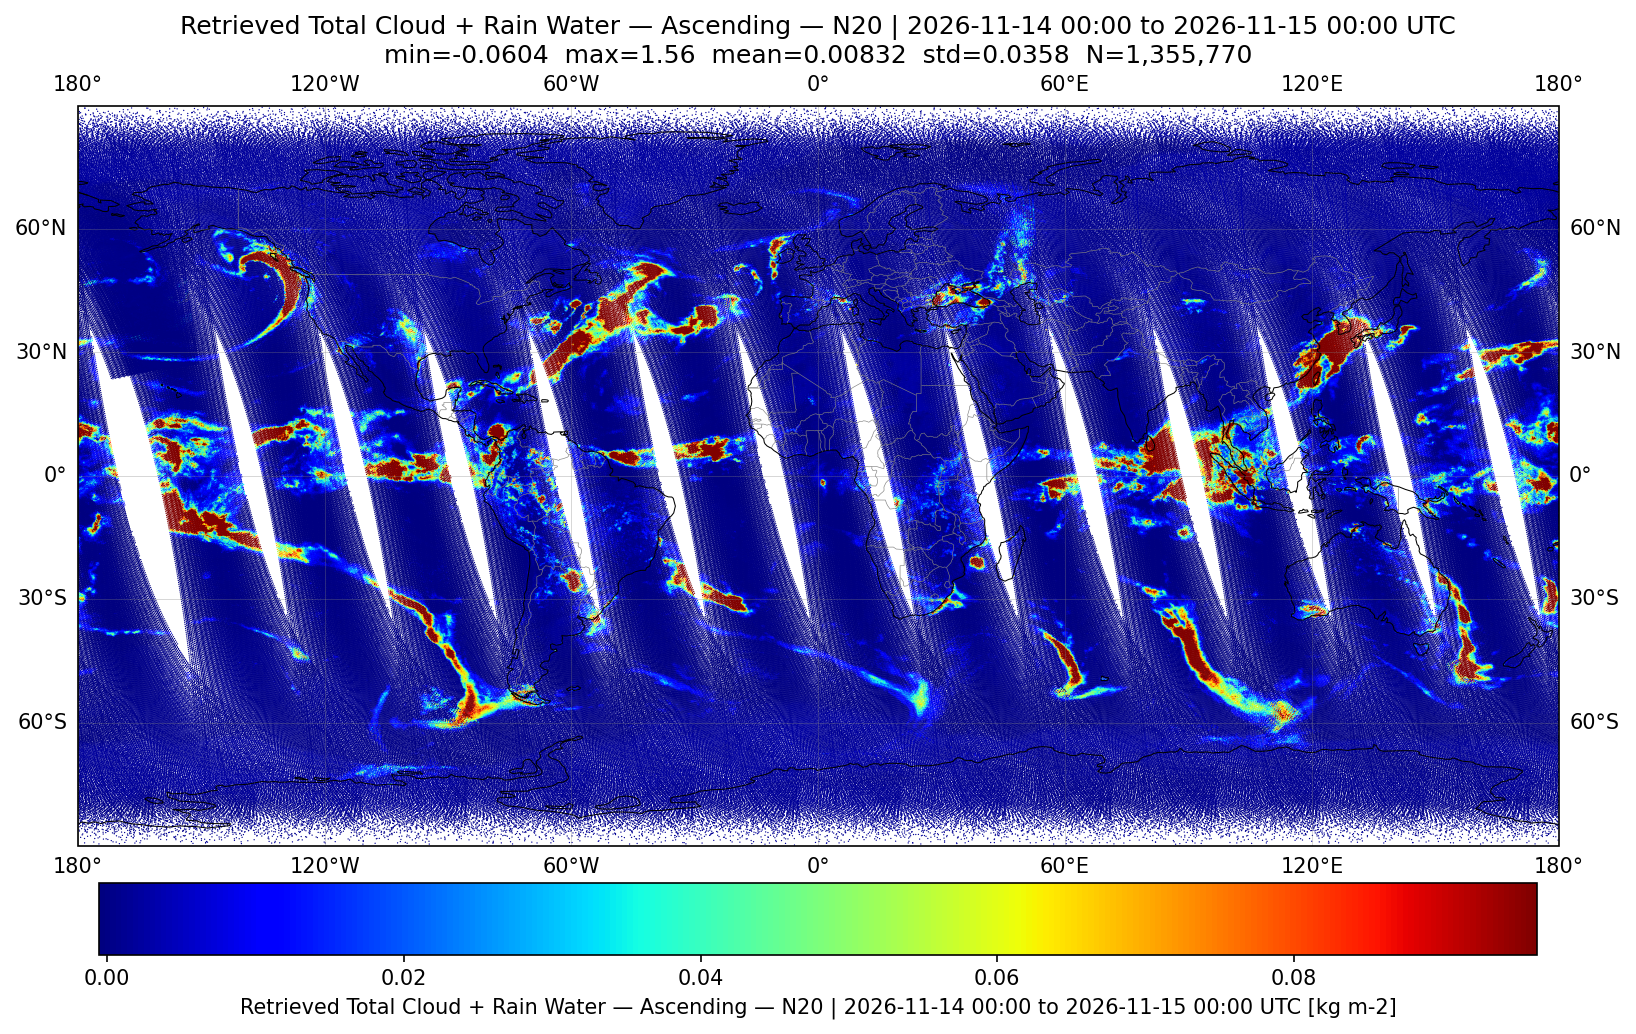 Retrieved Total Cloud + Rain Water — Ascending — N20 | 2026-11-14 00:00 to 2026-11-15 00:00 UTC
min=-0.0604 max=1.56 mean=0.00832 std=0.0358 N=1,355,770
180° 120°W 60°W 0° 60°E 120°E 180°
60°N 60°N
30°N 30°N
0° 0°
30°S 30°S
60°S 60°S
180° 120°W 60°W 0° 60°E 120°E 180°
0.00 0.02 0.04 0.06 0.08
Retrieved Total Cloud + Rain Water — Ascending — N20 | 2026-11-14 00:00 to 2026-11-15 00:00 UTC [kg m-2]